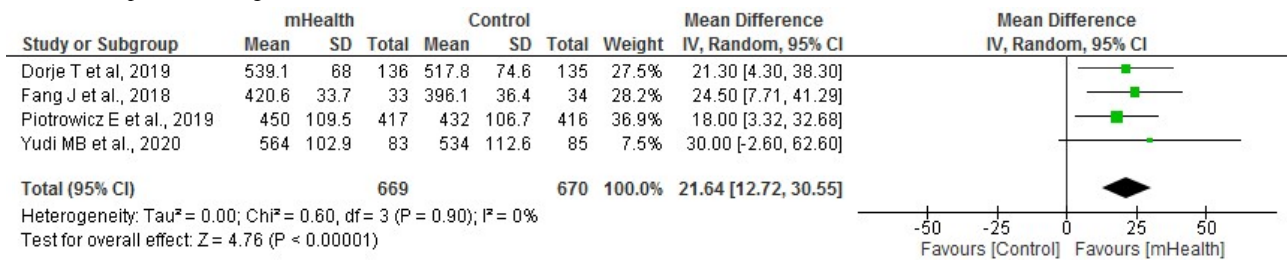 mHealth Control Mean Difference Mean Difference
Study or Subgroup Mean SD Total Mean SD Total Weight IV, Random, 95% CI IV, Random, 95% CI
Dorje T et al, 2019 539.1 68 136 517.8 74.6 135 27.5% 21.30 [4.30, 38.30]
Fang J et al., 2018 420.6 33.7 33 396.1 36.4 34 28.2% 24.50 [7.71, 41.29]
Piotrowicz E et al., 2019 450 109.5 417 432 106.7 416 36.9% 18.00 [3.32, 32.68]
Yudi MB et al., 2020 564 102.9 83 534 112.6 85 7.5% 30.00 [-2.60, 62.60]
Total (95% CI) 669 670 100.0% 21.64 [12.72, 30.55]
Heterogeneity: Tau² = 0.00; Chi² = 0.60, df = 3 (P = 0.90); I² = 0%
Test for overall effect: Z = 4.76 (P < 0.00001)
-50 -25 0 25 50
Favours [Control] Favours [mHealth]